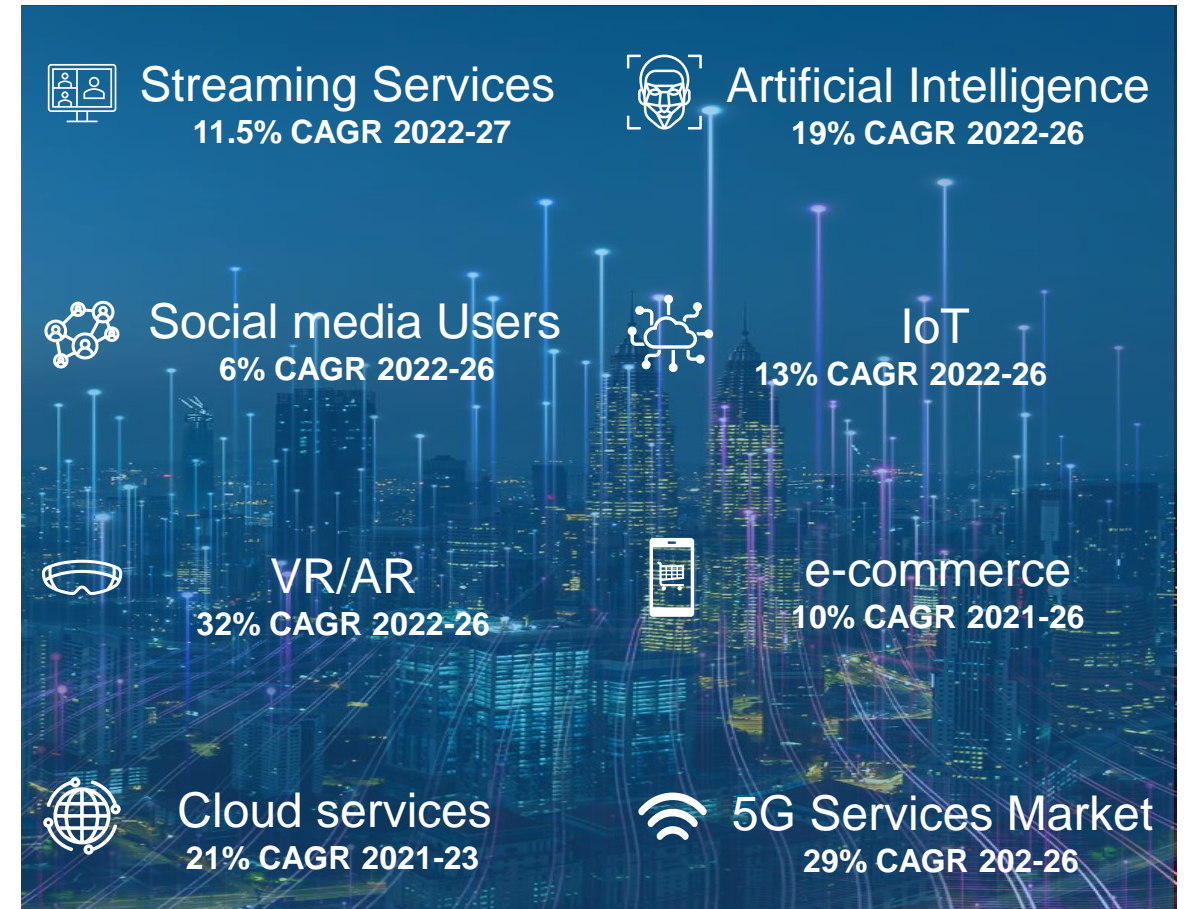 Streaming Services
11.5% CAGR 2022-27
Artificial Intelligence
19% CAGR 2022-26
Social media Users
6% CAGR 2022-26
IoT
13% CAGR 2022-26
VR/AR
32% CAGR 2022-26
e-commerce
10% CAGR 2021-26
Cloud services
21% CAGR 2021-23
5G Services Market
29% CAGR 202-26